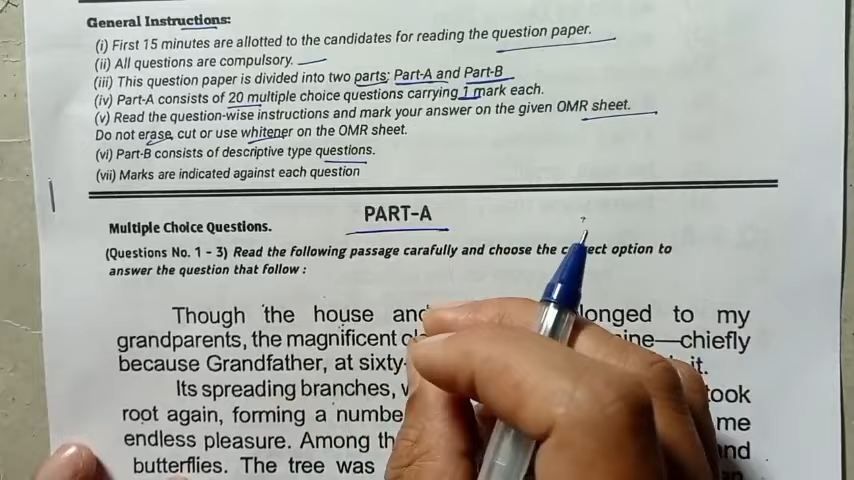 General Instructions:
(i) First 15 minutes are allotted to the candidates for reading the question paper.
(ii) All questions are compulsory.
(iii) This question paper is divided into two parts: Part-A and Part-B
(iv) Part-A consists of 20 multiple choice questions carrying 1 mark each.
(v) Read the question-wise instructions and mark your answer on the given OMR sheet.
Do not erase, cut or use whitener on the OMR sheet.
(vi) Part-B consists of descriptive type questions.
(vii) Marks are indicated against each question
PART-A
Multiple Choice Questions.
(Questions No. 1 - 3) Read the following passage carafully and choose the correct option to
answer the question that follow :
Though the house and longed to my
grandparents, the magnificent mine—chiefly
because Grandfather, at sixty- it.
Its spreading branches, took
root again, forming a numbe me
endless pleasure. Among th and
butterflies. The tree was